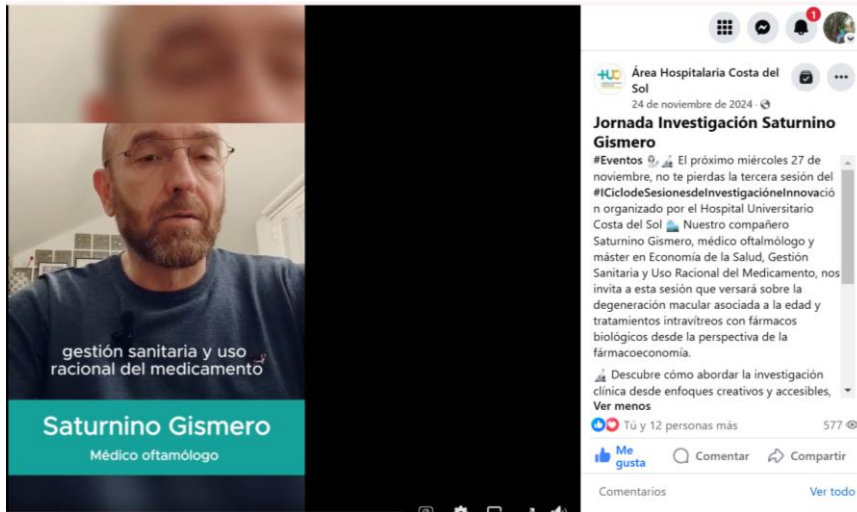 gestión sanitaria y uso
racional del medicamento
Saturnino Gismero
Médico oftamólogo
1
Área Hospitalaria Costa del
Sol
24 de noviembre de 2024 ·
Jornada Investigación Saturnino
Gismero
#Eventos El próximo miércoles 27 de
noviembre, no te pierdas la tercera sesión del
#ICiclodeSesionesdeInvestigacióneInnovació
n organizado por el Hospital Universitario
Costa del Sol Nuestro compañero
Saturnino Gismero, médico oftalmólogo y
máster en Economía de la Salud, Gestión
Sanitaria y Uso Racional del Medicamento, nos
invita a esta sesión que versará sobre la
degeneración macular asociada a la edad y
tratamientos intravítreos con fármacos
biológicos desde la perspectiva de la
fármacoeconomía.
Descubre cómo abordar la investigación
clínica desde enfoques creativos y accesibles,
Ver menos
Tú y 12 personas más 577
Me
gusta
Comentar
Compartir
Comentarios
Ver todo